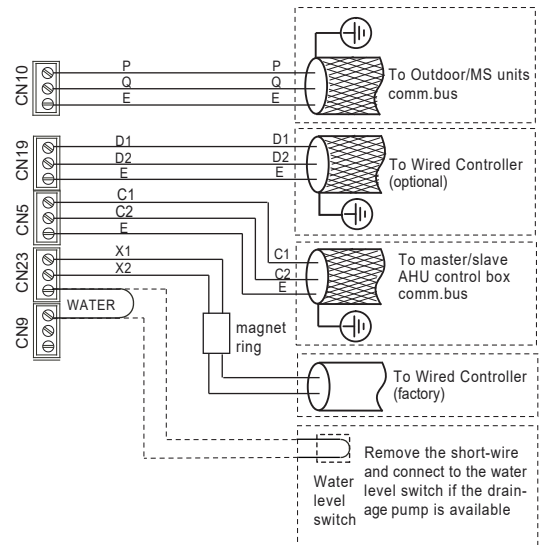 CN10
P P
Q Q
E E
To Outdoor/MS units
comm.bus
CN19
D1 D1
D2 D2
E E
To Wired Controller
(optional)
CN5
C1
C2
E
C1
C2
E
To master/slave
AHU control box
comm.bus
CN23
X1
X2
WATER
CN9
magnet
ring
To Wired Controller
(factory)
Water
level
switch
Remove the short-wire
and connect to the water
level switch if the drain-
age pump is available